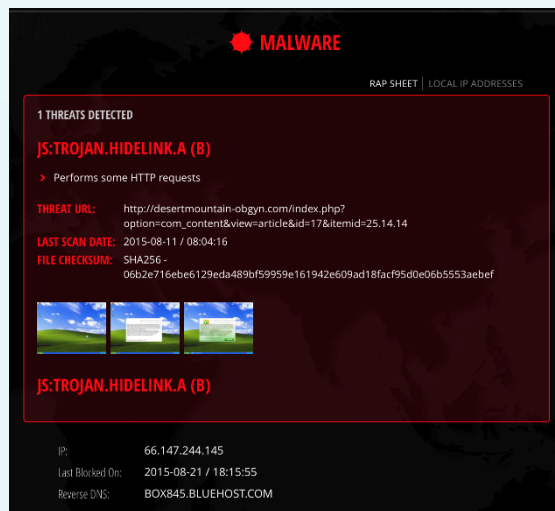 MALWARE
RAP SHEET | LOCAL IP ADDRESSES
1 THREATS DETECTED
JS:TROJAN.HIDELINK.A (B)
> Performs some HTTP requests
THREAT URL: http://desertmountain-obgyn.com/index.php?
option=com_content&view=article&id=17&itemid=25.14.14
LAST SCAN DATE: 2015-08-11 / 08:04:16
FILE CHECKSUM: SHA256 -
06b2e716ebe6129eda489bf59959e161942e609ad18facf95d0e06b5553aebef
JS:TROJAN.HIDELINK.A (B)
IP: 66.147.244.145
Last Blocked On: 2015-08-21 / 18:15:55
Reverse DNS: BOX845.BLUEHOST.COM